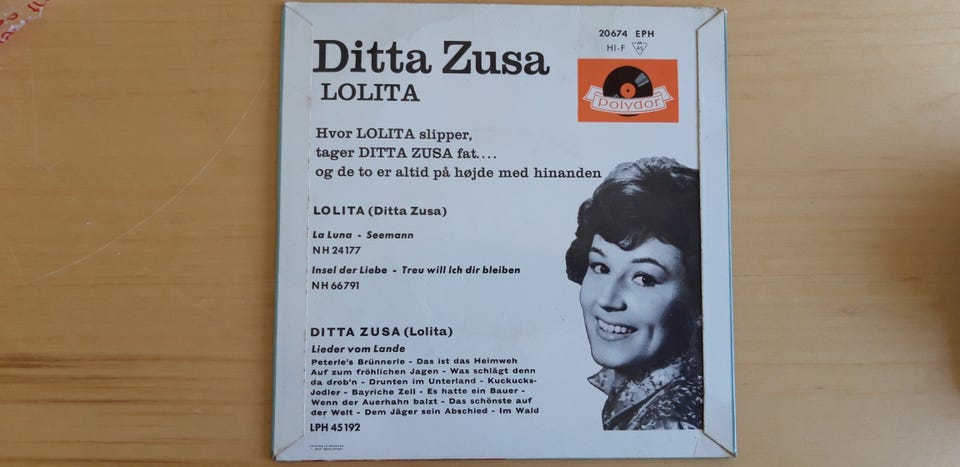 20674 EPH
HI-F
45
Ditta Zusa
polydor
LOLITA
Hvor LOLITA slipper,
tager DITTA ZUSA fat....
og de to er altid på højde med hinanden
LOLITA (Ditta Zusa)
La Luna - Seemann
NH 24177
Insel der Liebe - Treu will Ich dir bleiben
NH 66791
DITTA ZUSA (Lolita)
Lieder vom Lande
Peterle's Brünnerle - Das ist das Heimweh
Auf zum fröhlichen Jagen - Was schlägt denn
da drob'n - Drunten im Unterland - Kuckucks-
Jodler - Bayriche Zell - Es hatte ein Bauer -
Wenn der Auerhahn balzt - Das schönste auf
der Welt - Dem Jäger sein Abschied - Im Wald
LPH 45192